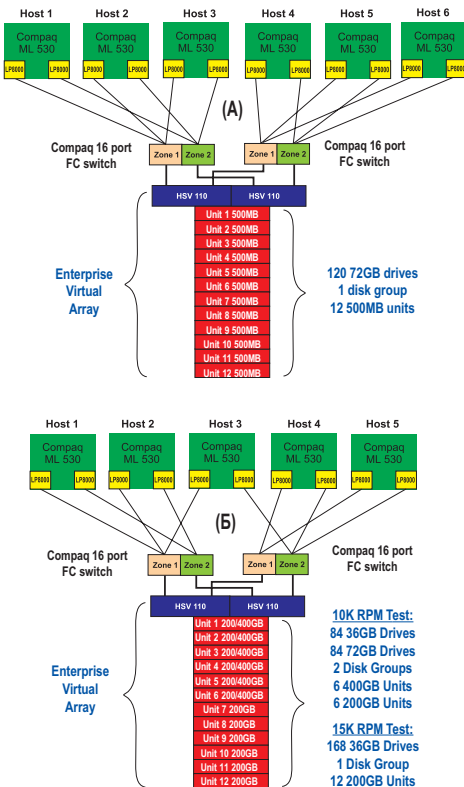 Host 1 Host 2 Host 3 Host 4 Host 5 Host 6
Compaq ML 530 Compaq ML 530 Compaq ML 530 Compaq ML 530 Compaq ML 530 Compaq ML 530
LP8000 LP8000 LP8000 LP8000 LP8000 LP8000 LP8000 LP8000 LP8000 LP8000 LP8000 LP8000
(А)
Compaq 16 port
FC switch
Zone 1 Zone 2
Zone 1 Zone 2
Compaq 16 port
FC switch
HSV 110 HSV 110
Enterprise
Virtual
Array
Unit 1 500MB
Unit 2 500MB
Unit 3 500MB
Unit 4 500MB
Unit 5 500MB
Unit 6 500MB
Unit 7 500MB
Unit 8 500MB
Unit 9 500MB
Unit 10 500MB
Unit 11 500MB
Unit 12 500MB
120 72GB drives
1 disk group
12 500MB units
Host 1 Host 2 Host 3 Host 4 Host 5
Compaq ML 530 Compaq ML 530 Compaq ML 530 Compaq ML 530 Compaq ML 530
LP8000 LP8000 LP8000 LP8000 LP8000 LP8000 LP8000 LP8000 LP8000 LP8000
(Б)
Compaq 16 port
FC switch
Zone 1 Zone 2
Zone 1 Zone 2
Compaq 16 port
FC switch
HSV 110 HSV 110
Enterprise
Virtual
Array
Unit 1 200/400GB
Unit 2 200/400GB
Unit 3 200/400GB
Unit 4 200/400GB
Unit 5 200/400GB
Unit 6 200/400GB
Unit 7 200GB
Unit 8 200GB
Unit 9 200GB
Unit 10 200GB
Unit 11 200GB
Unit 12 200GB
10K RPM Test:
84 36GB Drives
84 72GB Drives
2 Disk Groups
6 400GB Units
6 200GB Units
15K RPM Test:
168 36GB Drives
1 Disk Group
12 200GB Units